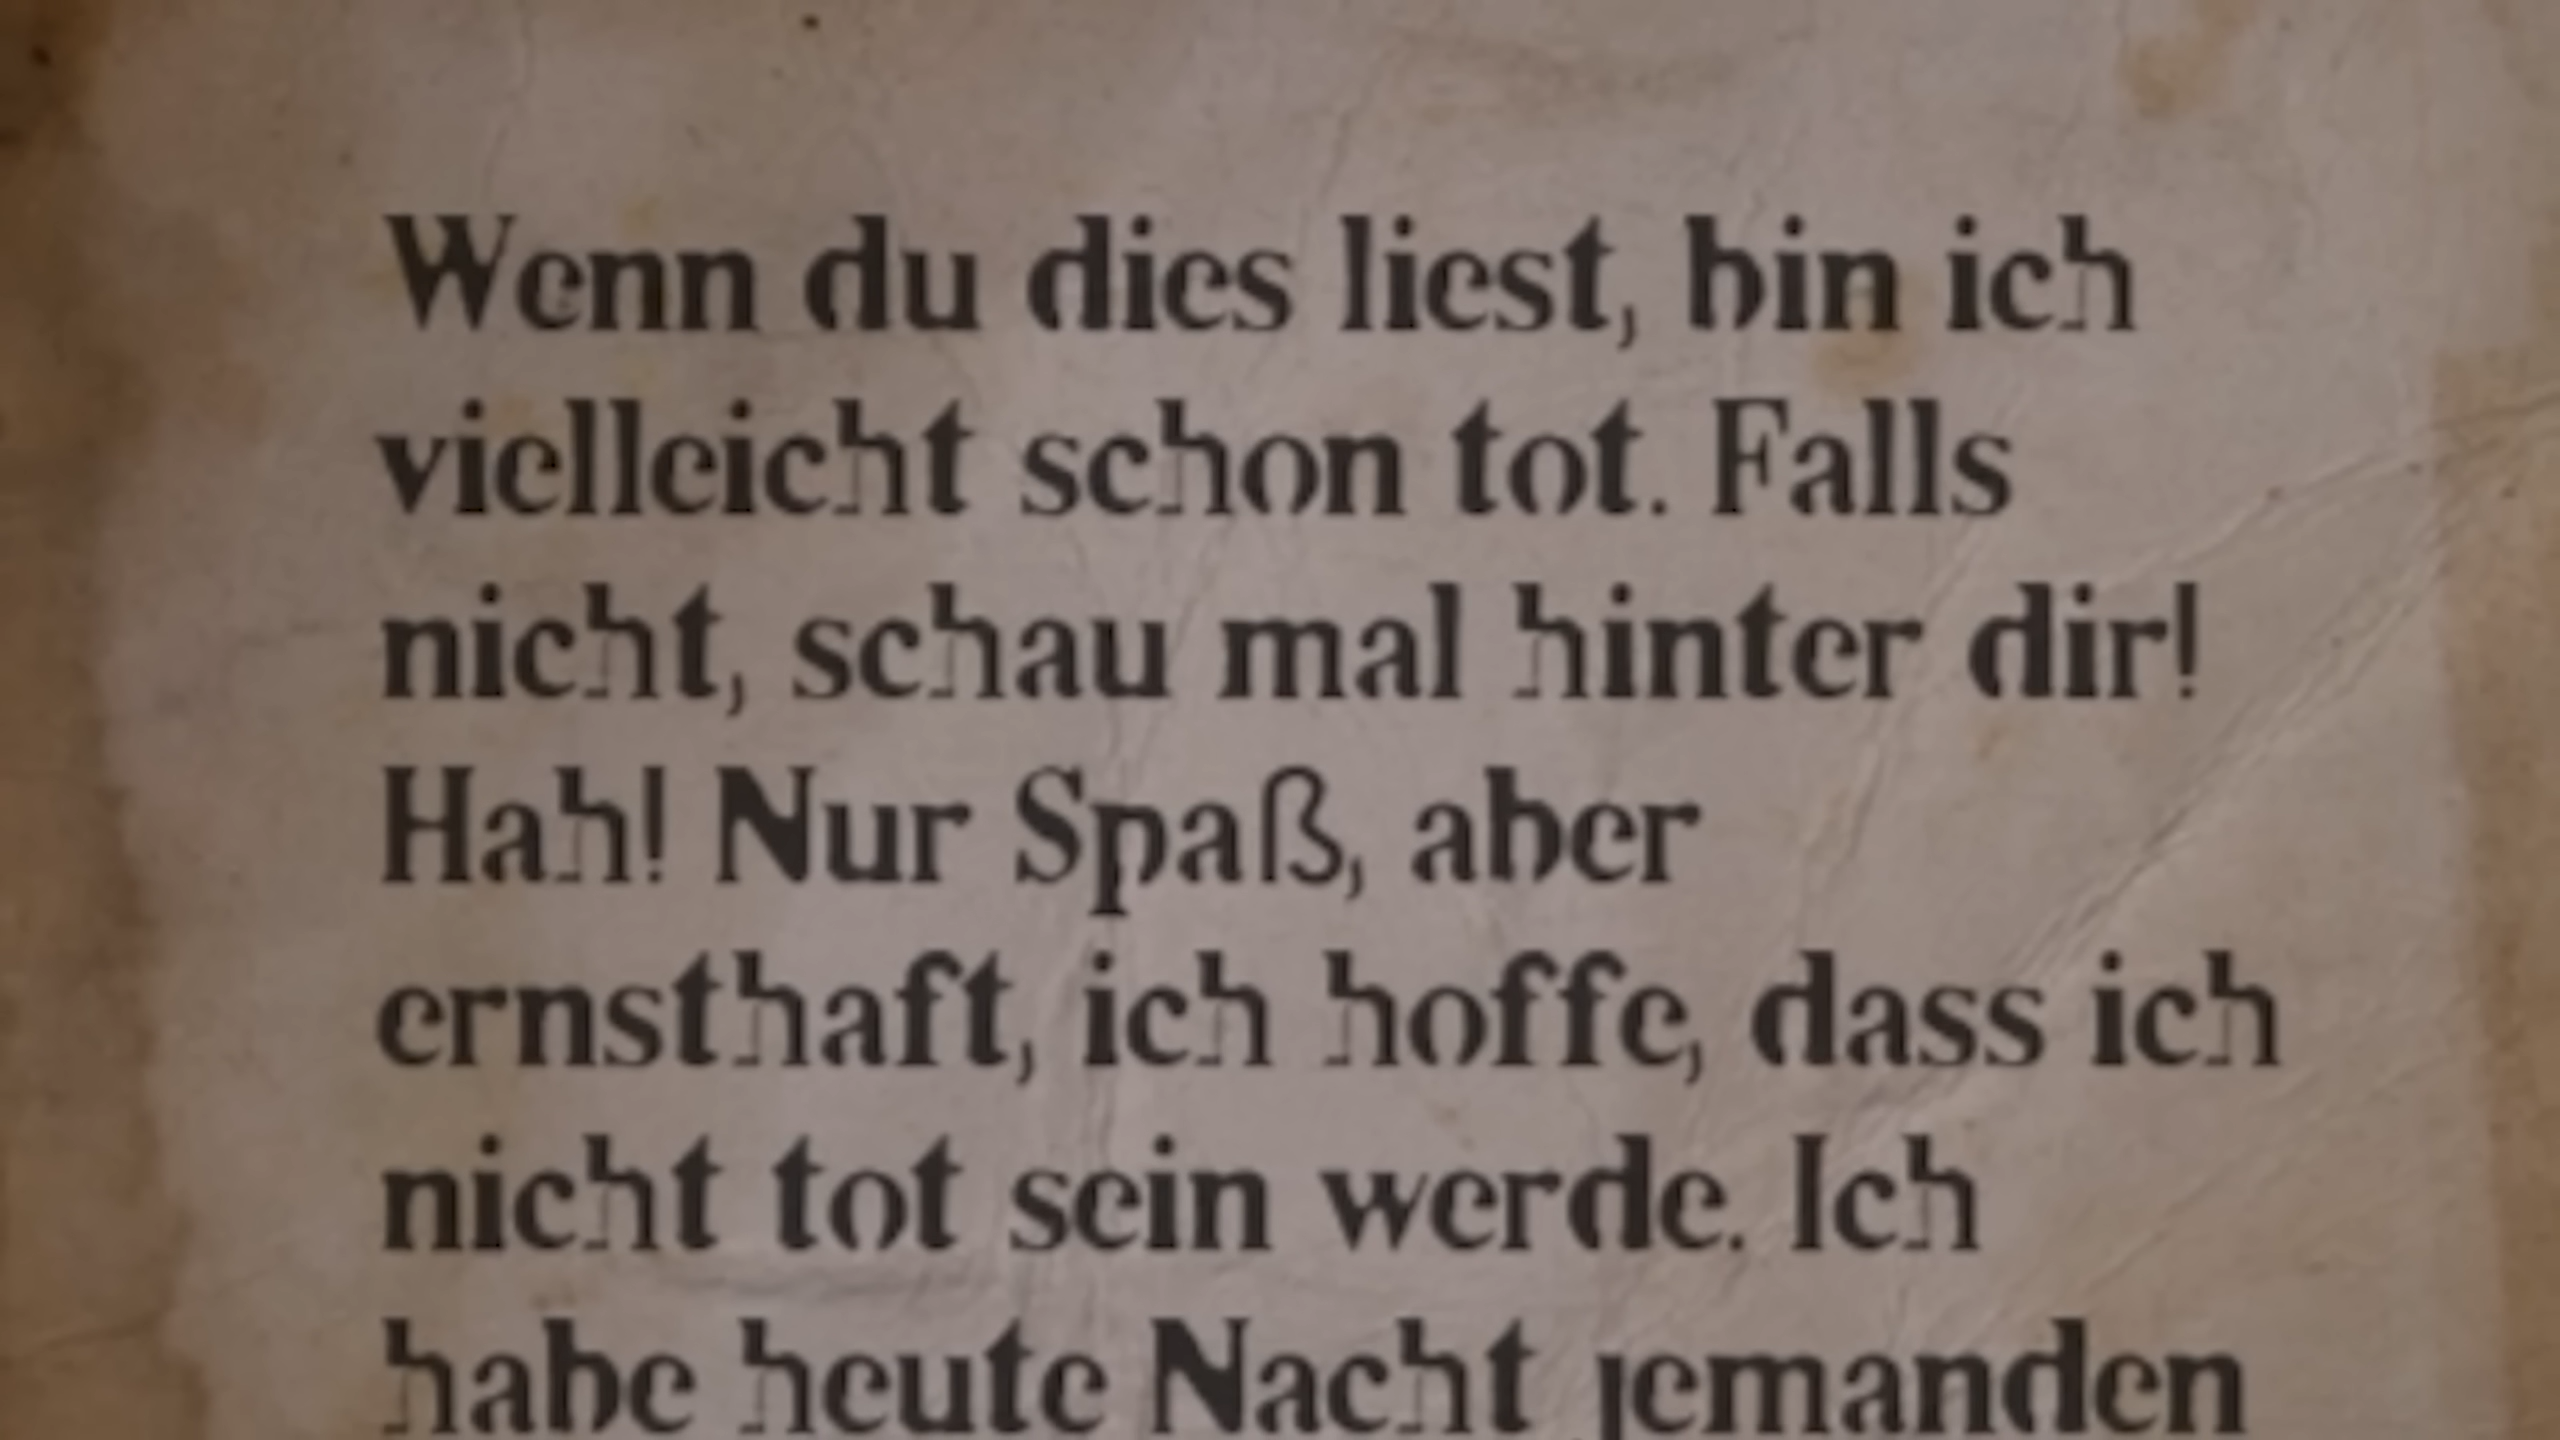 Wenn du dies liest, bin ich
vielleicht schon tot. Falls
nicht, schau mal hinter dir!
Hah! Nur Spaß, aber
ernsthaft, ich hoffe, dass ich
nicht tot sein werde. Ich
habe heute Nacht jemanden